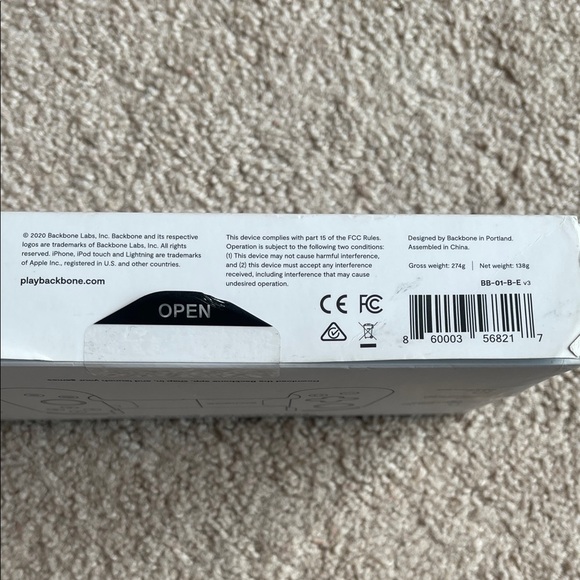 © 2020 Backbone Labs, Inc. Backbone and its respective
logos are trademarks of Backbone Labs, Inc. All rights
reserved. iPhone, iPod touch and Lightning are trademarks
of Apple Inc., registered in U.S. and other countries.
playbackbone.com
OPEN
This device complies with part 15 of the FCC Rules.
Operation is subject to the following two conditions:
(1) This device may not cause harmful interference,
and (2) this device must accept any interference
received, including interference that may cause
undesired operation.
CE FC
Designed by Backbone in Portland.
Assembled in China.
Gross weight: 274g | Net weight: 138g
BB-01-B-E v3
8 60003 56821 7